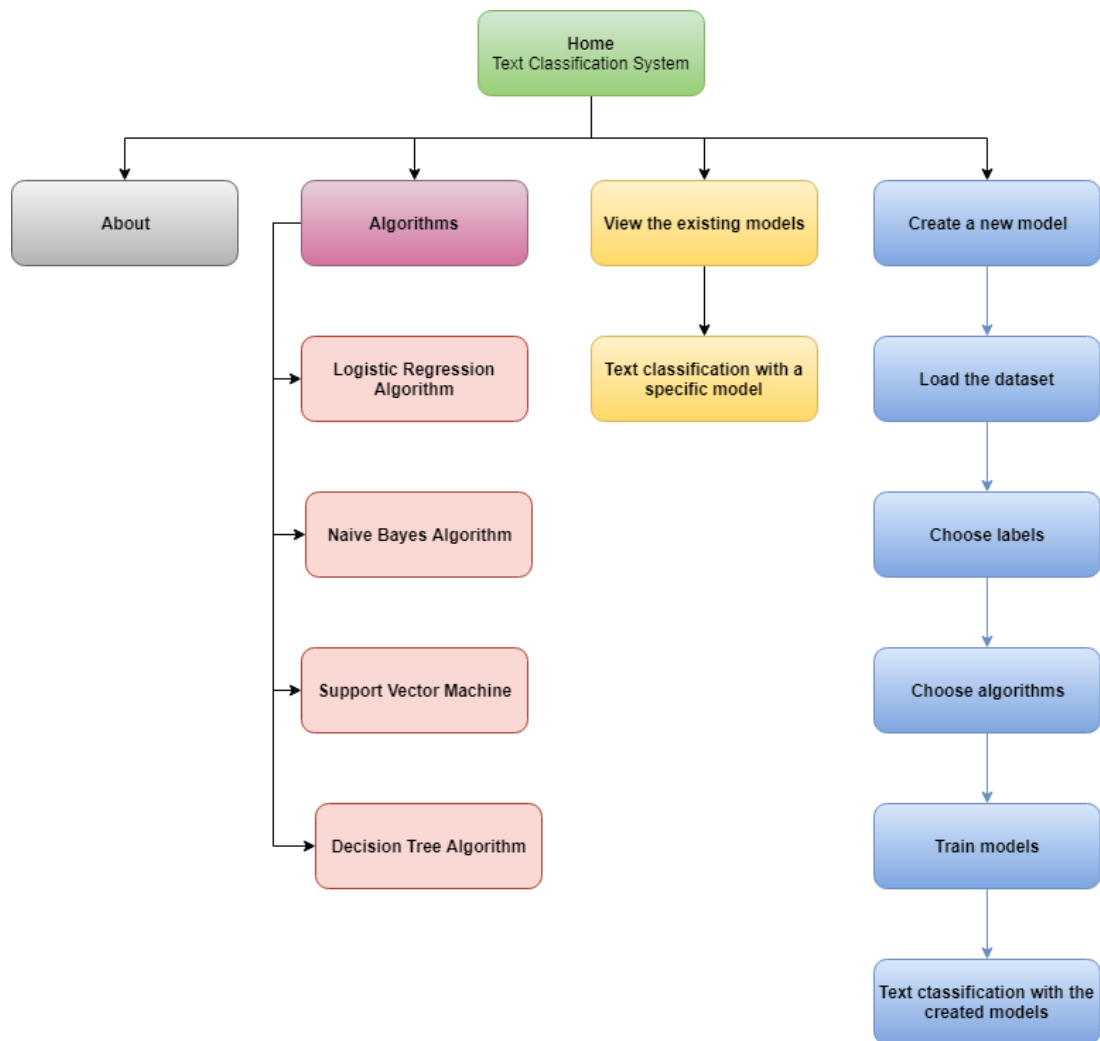 Home
Text Classification System
About
Algorithms
View the existing models
Create a new model
Logistic Regression
Algorithm
Text classification with a
specific model
Load the dataset
Naive Bayes Algorithm
Choose labels
Support Vector Machine
Choose algorithms
Decision Tree Algorithm
Train models
Text ctassification with the
created models